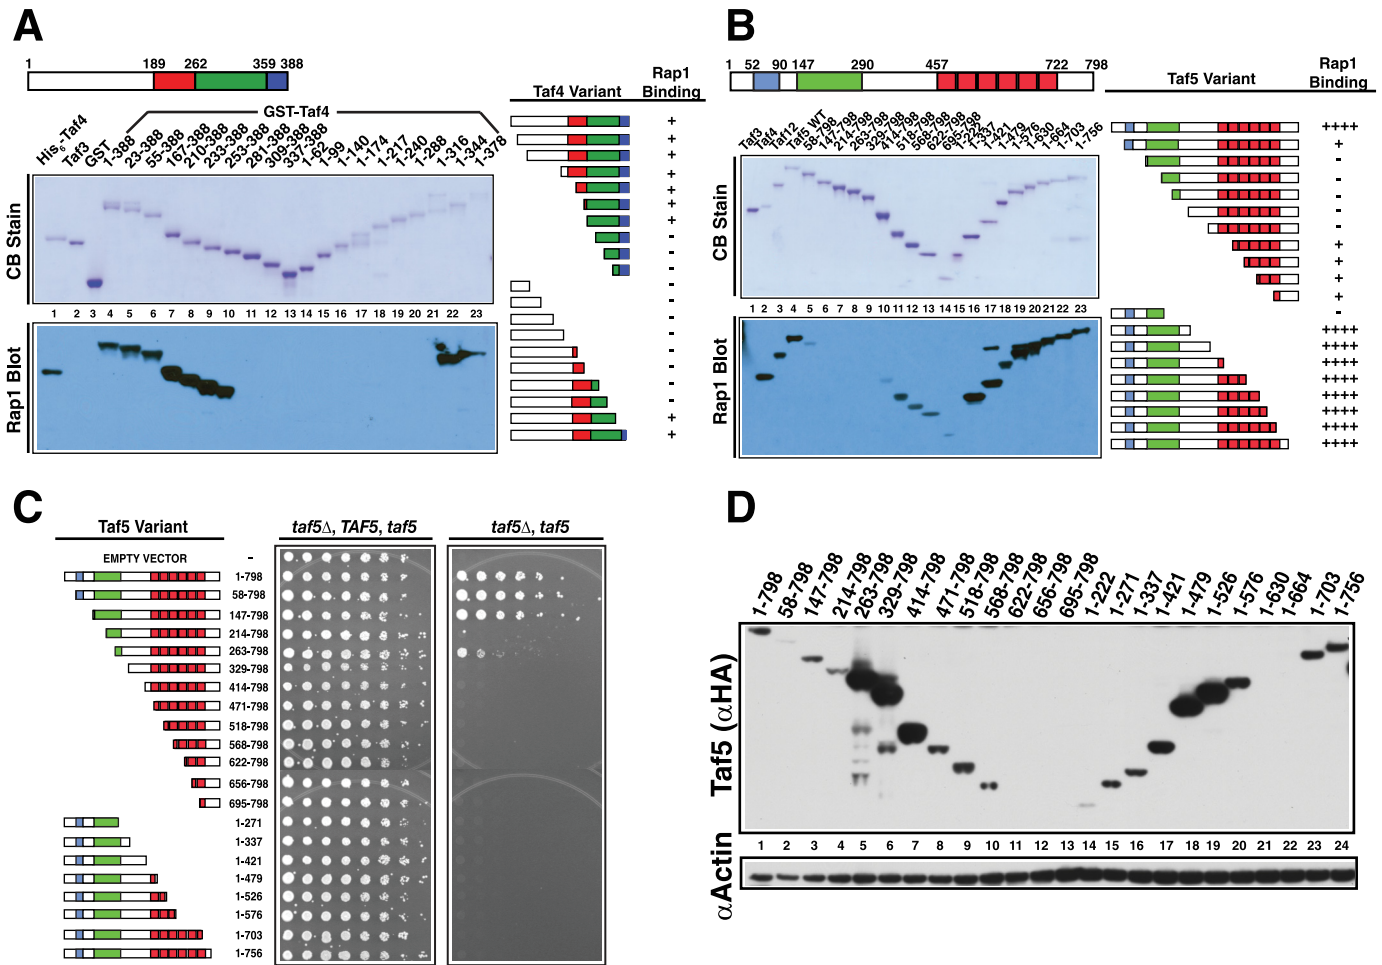 A
1 189 262 359 388
GST-Taf4
His6-Taf4 Taf3 GST 1-388 23-388 55-388 167-388 210-388 233-388 253-388 281-388 309-388 337-388 1-62 1-99 1-140 1-174 1-217 1-240 1-288 1-316 1-344 1-378
CB Stain
1 2 3 4 5 6 7 8 9 10 11 12 13 14 15 16 17 18 19 20 21 22 23
Rap1 Blot
Taf4 Variant Rap1 Binding
+
+
+
+
+
+
+
-
-
-
-
-
-
-
-
-
-
-
+
+
B
1 52 90 147 290 457 722 798
Taf3 Taf4 Taf12 Taf5 WT 58-798 147-798 214-798 263-798 329-798 414-798 518-798 568-798 622-798 695-798 1-222 1-337 1-421 1-479 1-576 1-630 1-664 1-703 1-756
CB Stain
1 2 3 4 5 6 7 8 9 10 11 12 13 14 15 16 17 18 19 20 21 22 23
Rap1 Blot
Taf5 Variant Rap1 Binding
++++
+
-
-
-
-
-
+
+
+
+
-
++++
++++
++++
++++
++++
++++
++++
++++
C
Taf5 Variant taf5Δ, TAF5, taf5 taf5Δ, taf5
EMPTY VECTOR -
1-798
58-798
147-798
214-798
263-798
329-798
414-798
471-798
518-798
568-798
622-798
656-798
695-798
1-271
1-337
1-421
1-479
1-526
1-576
1-703
1-756
D
1-798 58-798 147-798 214-798 263-798 329-798 414-798 471-798 518-798 568-798 622-798 656-798 695-798 1-222 1-271 1-337 1-421 1-479 1-526 1-576 1-630 1-664 1-703 1-756
Taf5 (αHA)
1 2 3 4 5 6 7 8 9 10 11 12 13 14 15 16 17 18 19 20 21 22 23 24
αActin